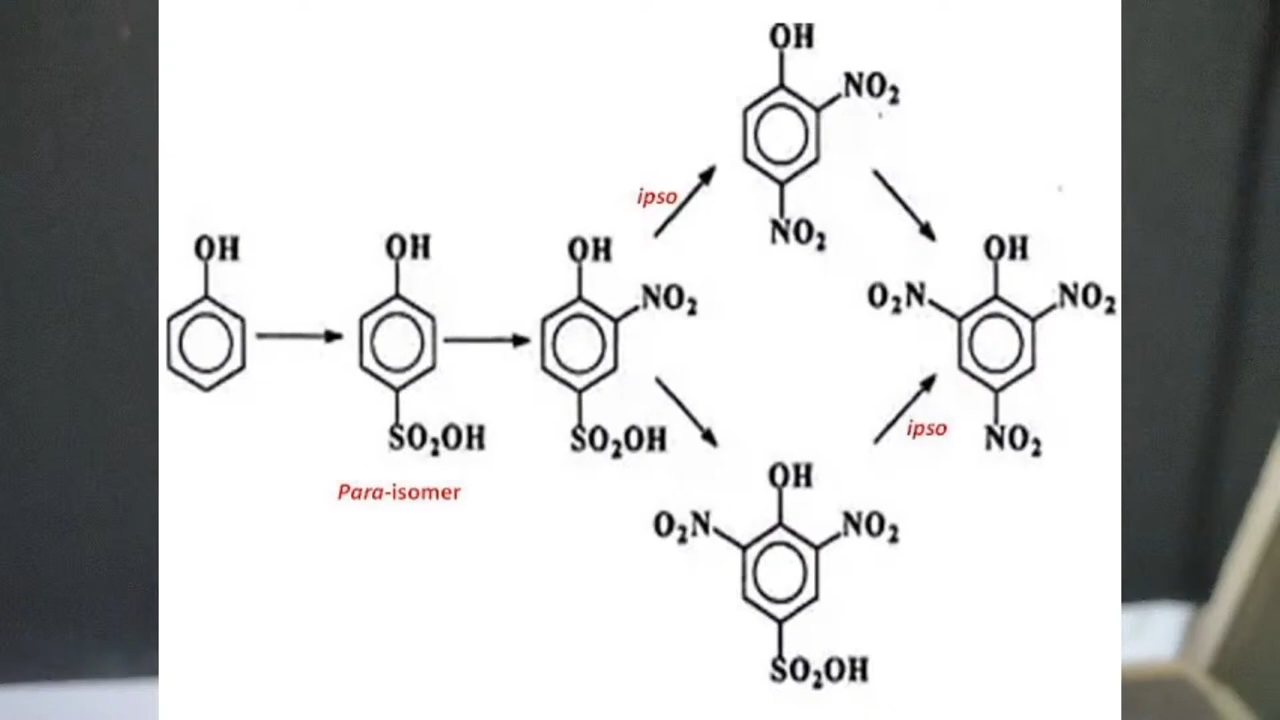 OH
NO₂
NO₂
ipso
OH
SO₂OH
Para-isomer
OH
OH
NO₂
SO₂OH
OH
O₂N
NO₂
NO₂
ipso
OH
O₂N
NO₂
SO₂OH